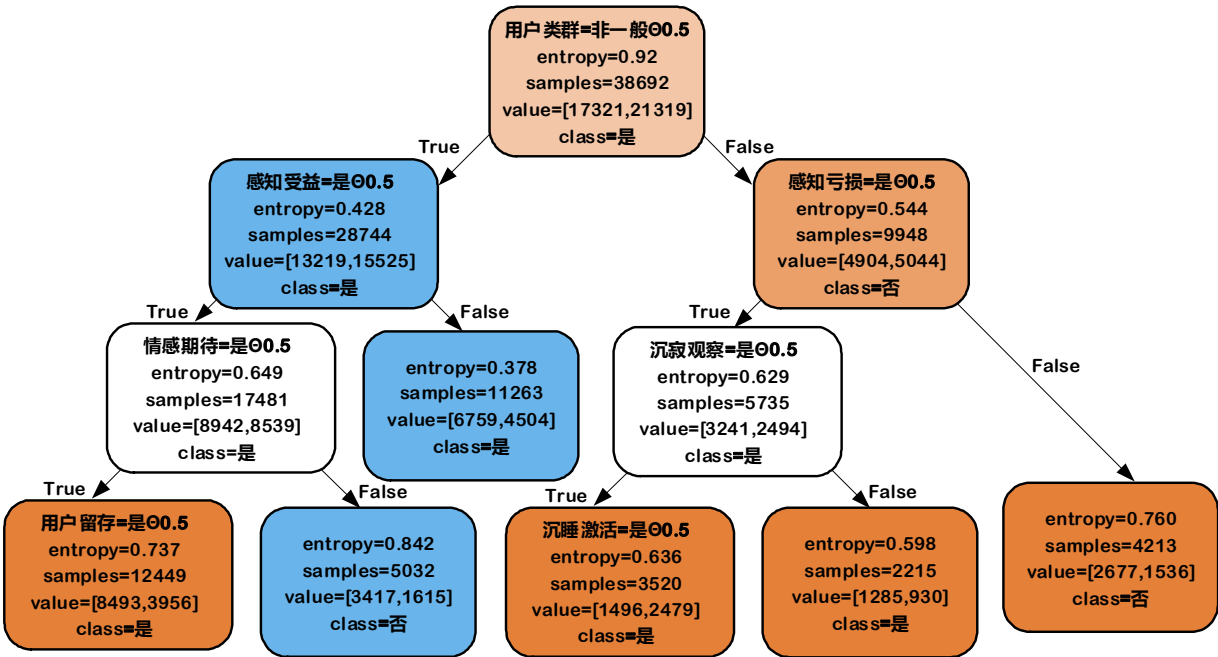 用户类群=非一般Θ0.5
entropy=0.92
samples=38692
value=[17321,21319]
class=是
True
False
感知受益=是Θ0.5
entropy=0.428
samples=28744
value=[13219,15525]
class=是
感知亏损=是Θ0.5
entropy=0.544
samples=9948
value=[4904,5044]
class=否
True
False
True
False
情感期待=是Θ0.5
entropy=0.649
samples=17481
value=[8942,8539]
class=是
entropy=0.378
samples=11263
value=[6759,4504]
class=是
沉寂观察=是Θ0.5
entropy=0.629
samples=5735
value=[3241,2494]
class=是
True
False
True
False
用户留存=是Θ0.5
entropy=0.737
samples=12449
value=[8493,3956]
class=是
entropy=0.842
samples=5032
value=[3417,1615]
class=否
沉睡激活=是Θ0.5
entropy=0.636
samples=3520
value=[1496,2479]
class=是
entropy=0.598
samples=2215
value=[1285,930]
class=是
entropy=0.760
samples=4213
value=[2677,1536]
class=否